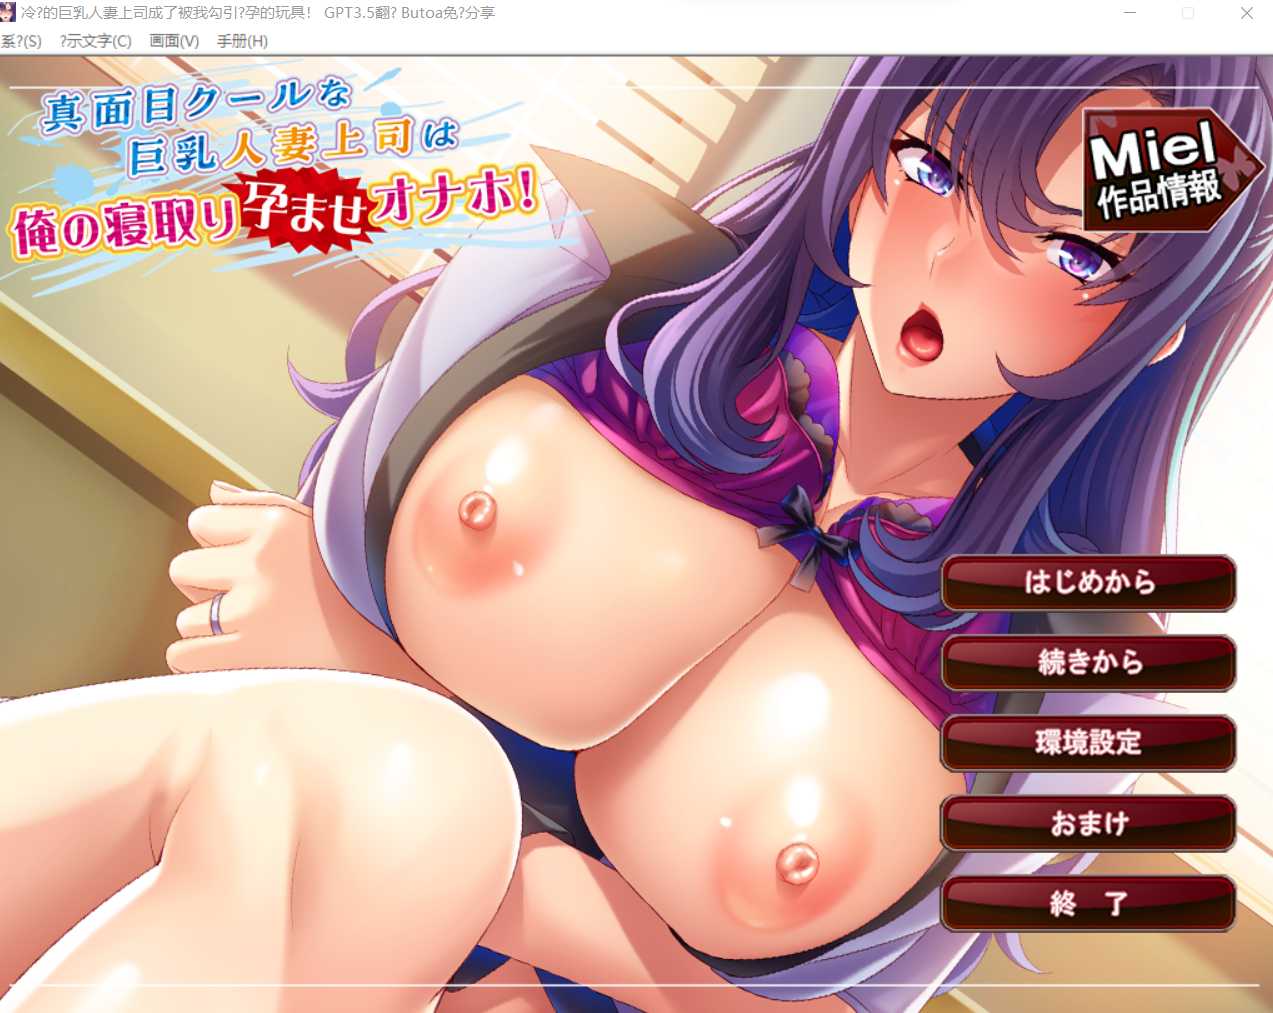 冷?的巨乳人妻上司成了被我勾引?孕的玩具! GPT3.5翻? Butoa免?分享
系?(S) ?示文字(C) 画面(V) 手册(H)
真面目クールな
巨乳人妻上司は
俺の寝取り孕ませオナホ!
Miel
作品情報
はじめから
続きから
環境設定
おまけ
終 了